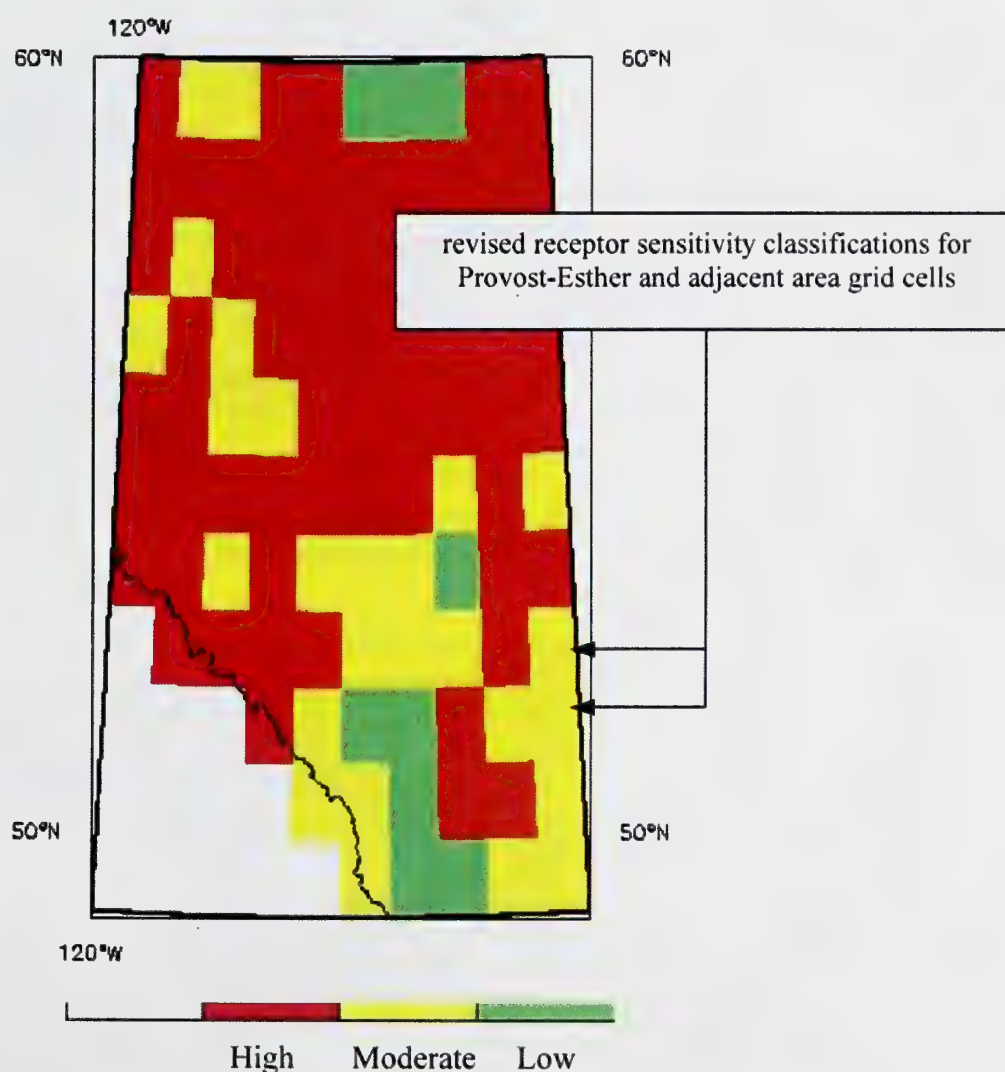 120°W
60°N
60°N
revised receptor sensitivity classifications for
Provost-Esther and adjacent area grid cells
50°N
50°N
120°W
High Moderate Low